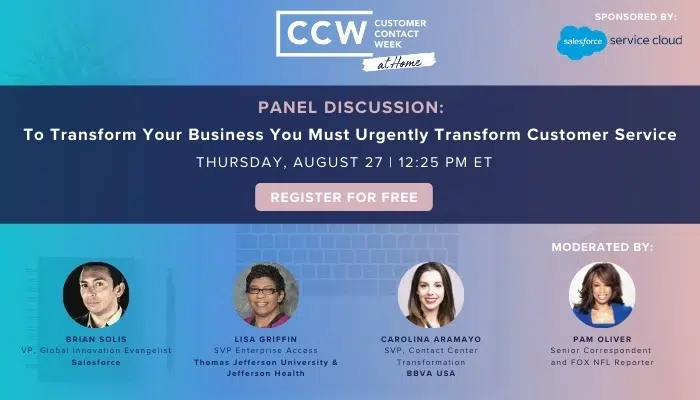 CCW
CUSTOMER
CONTACT
WEEK
at Home
SPONSORED BY:
salesforce service cloud
PANEL DISCUSSION:
To Transform Your Business You Must Urgently Transform Customer Service
THURSDAY, AUGUST 27 | 12:25 PM ET
REGISTER FOR FREE
MODERATED BY:
BRIAN SOLIS
VP, Global Innovation Evangelist
Salesforce
LISA GRIFFIN
SVP Enterprise Access
Thomas Jefferson University &
Jefferson Health
CAROLINA ARAMAYO
SVP, Contact Center
Transformation
BBVA USA
PAM OLIVER
Senior Correspondent
and FOX NFL Reporter